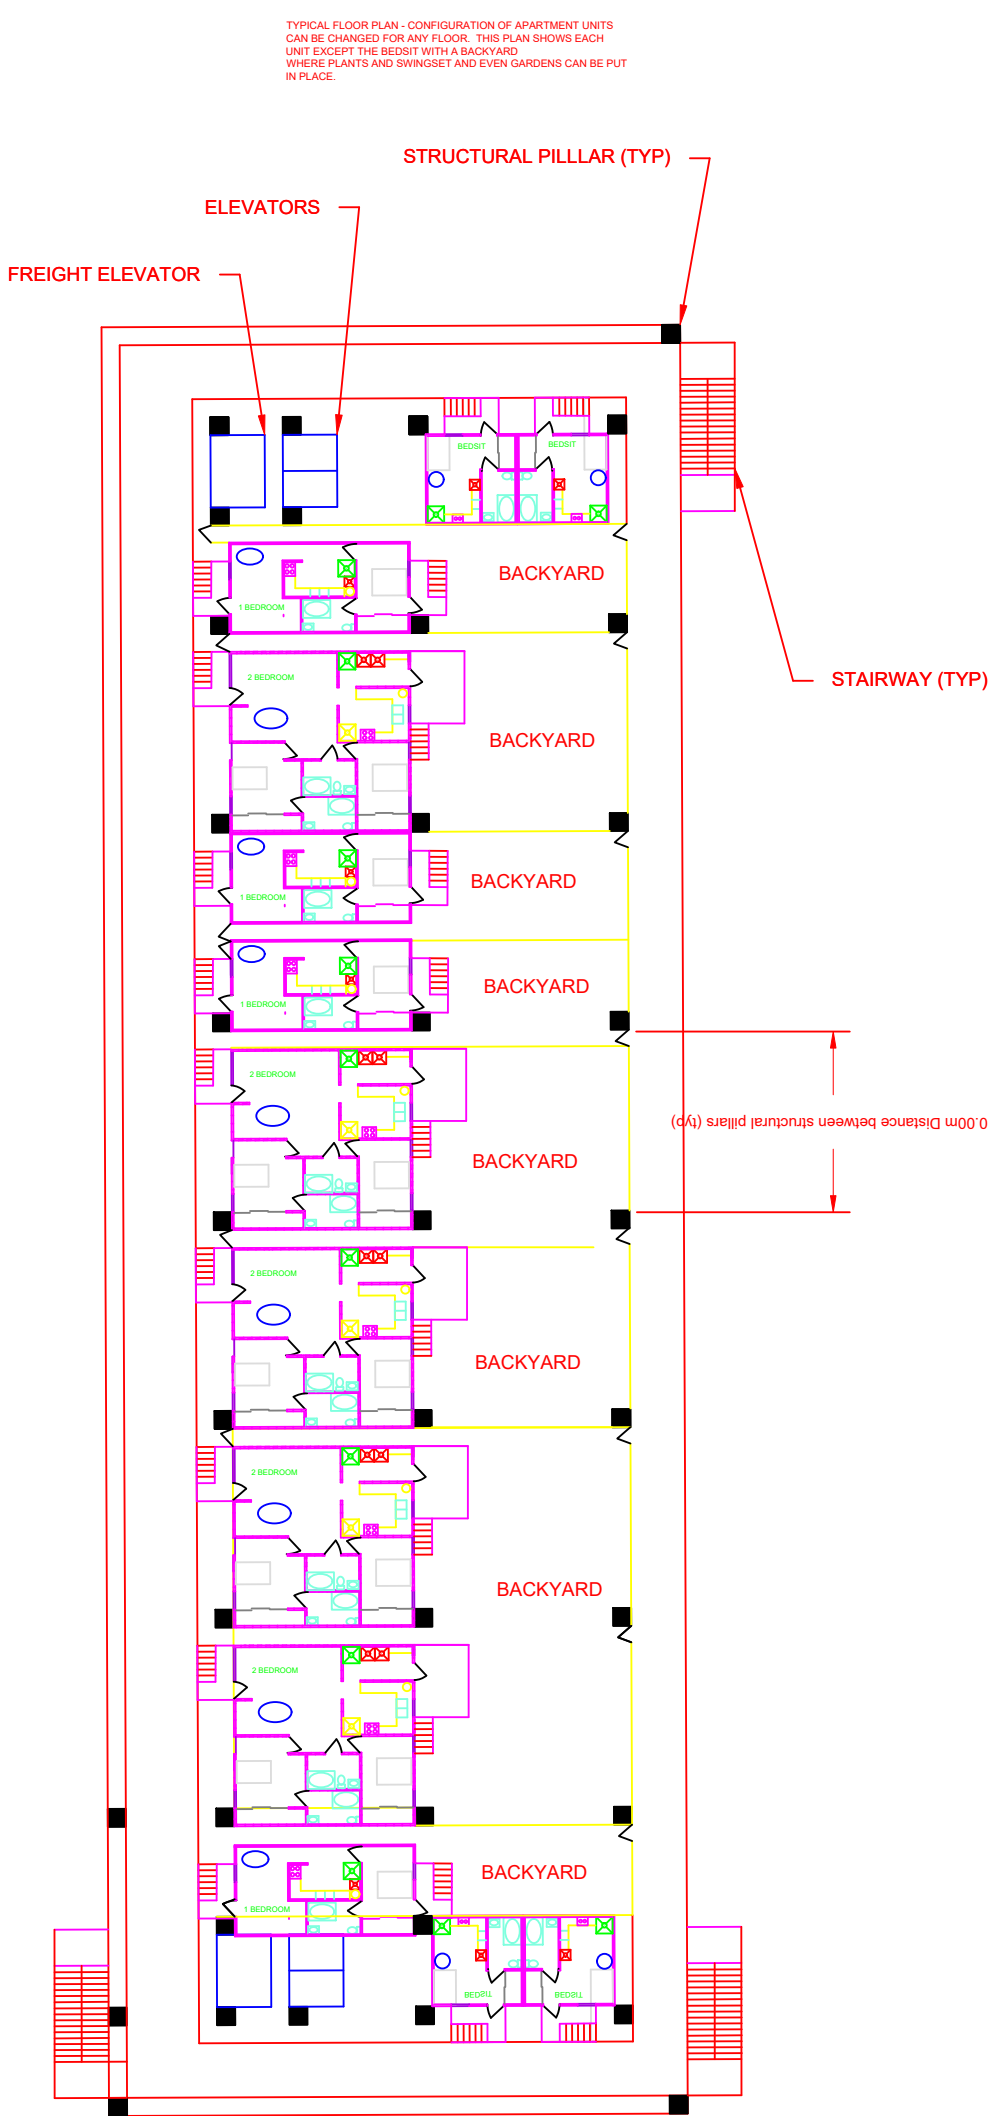 TYPICAL FLOOR PLAN - CONFIGURATION OF APARTMENT UNITS
CAN BE CHANGED FOR ANY FLOOR.  THIS PLAN SHOWS EACH
UNIT EXCEPT THE BEDSIT WITH A BACKYARD
WHERE PLANTS AND SWINGSET AND EVEN GARDENS CAN BE PUT
IN PLACE.
STRUCTURAL PILLLAR (TYP)
ELEVATORS
FREIGHT ELEVATOR
BEDSIT
BEDSIT
BACKYARD
1 BEDROOM
2 BEDROOM
STAIRWAY (TYP)
BACKYARD
BACKYARD
1 BEDROOM
BACKYARD
1 BEDROOM
2 BEDROOM
0.00m Distance between structural pillars (typ)
BACKYARD
2 BEDROOM
BACKYARD
2 BEDROOM
BACKYARD
2 BEDROOM
BACKYARD
1 BEDROOM
BEDSIT
BEDSIT